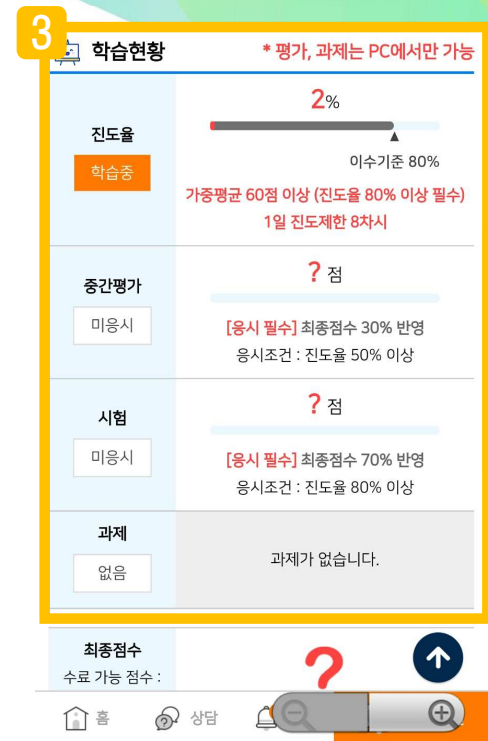 3
학습현황
* 평가, 과제는 PC에서만 가능
진도율
학습중
2%
이수기준 80%
가중평균 60점 이상 (진도율 80% 이상 필수)
1일 진도제한 8차시
중간평가
미응시
? 점
[응시 필수] 최종점수 30% 반영
응시조건 : 진도율 50% 이상
시험
미응시
? 점
[응시 필수] 최종점수 70% 반영
응시조건 : 진도율 80% 이상
과제
없음
과제가 없습니다.
최종점수
수료 가능 점수 :
?
홈
상담